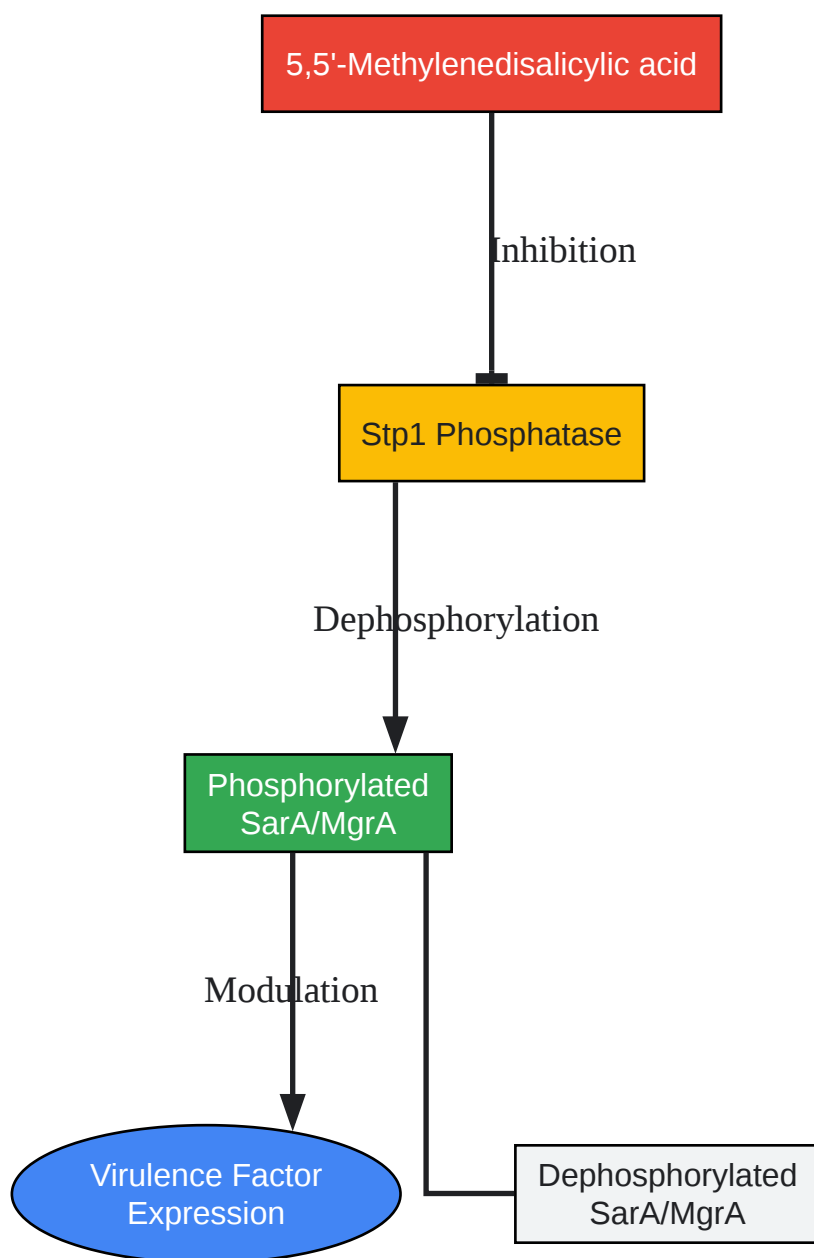 5,5'-Methylenedisalicylic acid
Inhibition
Stp1 Phosphatase
Dephosphorylation
Phosphorylated
SarA/MgrA
Modulation
Virulence Factor
Expression
Dephosphorylated
SarA/MgrA